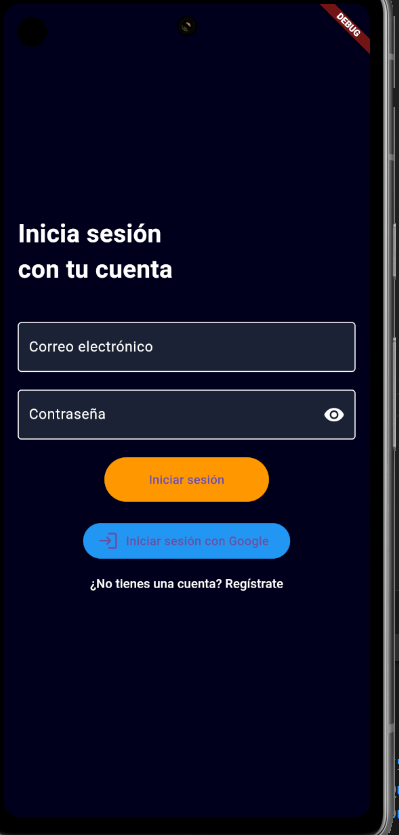 DEBUG
Inicia sesión
con tu cuenta
Correo electrónico
Contraseña
Iniciar sesión
Iniciar sesión con Google
¿No tienes una cuenta? Regístrate